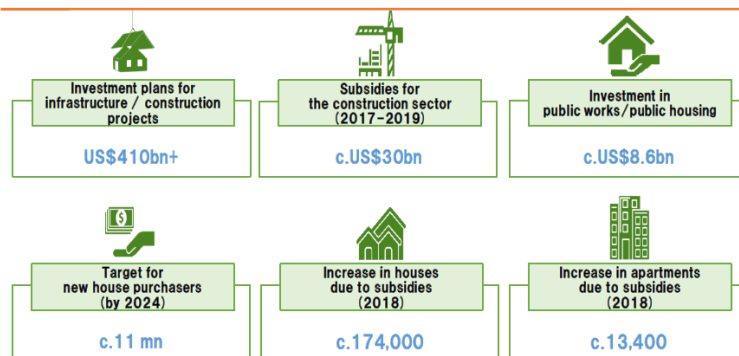 Investment plans for
infrastructure / construction
projects
US$410bn+
Subsidies for
the construction sector
(2017-2019)
c.US$30bn
Investment in
public works/public housing
c.US$8.6bn
$
Target for
new house purchasers
(by 2024)
c.11 mn
Increase in houses
due to subsidies
(2018)
c.174,000
Increase in apartments
due to subsidies
(2018)
c.13,400